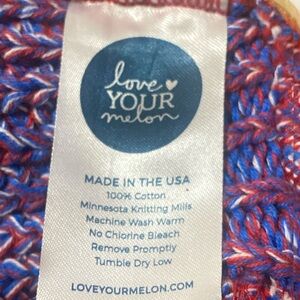 love
YOUR
melon
MADE IN THE USA
100% Cotton
Minnesota Knitting Mills
Machine Wash Warm
No Chlorine Bleach
Remove Promptly
Tumble Dry Low
LOVEYOURMELON.COM